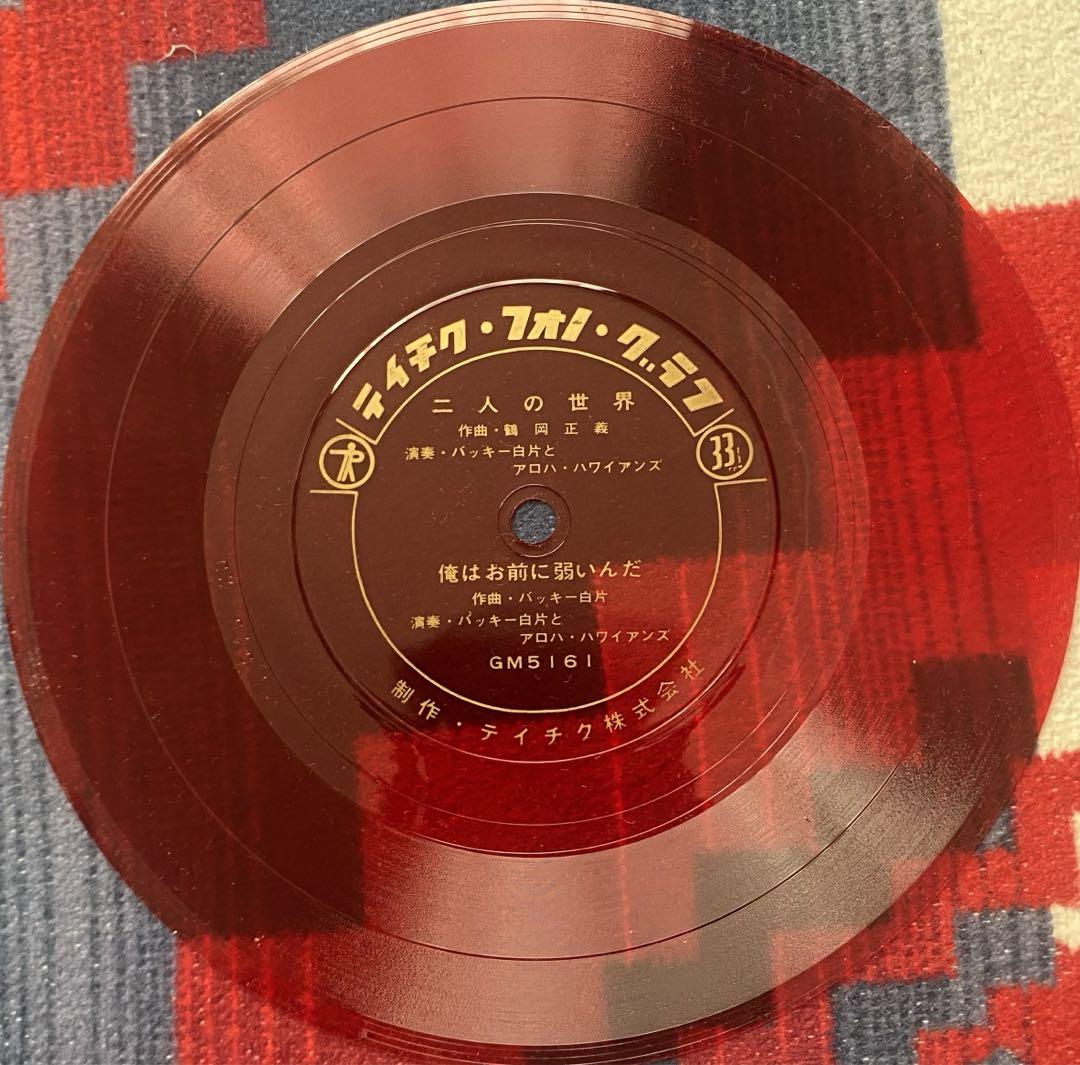 テイチク・フォノ・グラフ
二人の世界
作曲・鶴岡正義
演奏・バッキー白片と
アロハ・ハワイアンズ
33 1/3
俺はお前に弱いんだ
作曲・バッキー白片
演奏・バッキー白片と
アロハ・ハワイアンズ
GM5161
制作・テイチク株式会社